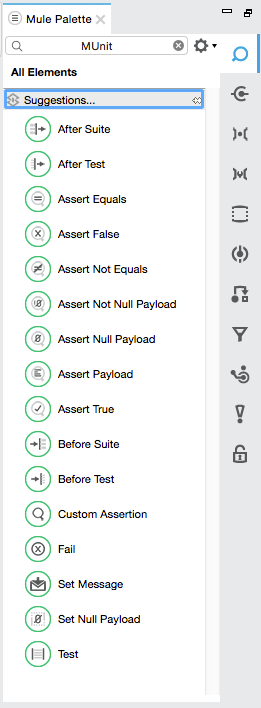 Mule Palette
MUnit
All Elements
Suggestions...
After Suite
After Test
Assert Equals
Assert False
Assert Not Equals
Assert Not Null Payload
Assert Null Payload
Assert Payload
Assert True
Before Suite
Before Test
Custom Assertion
Fail
Set Message
Set Null Payload
Test